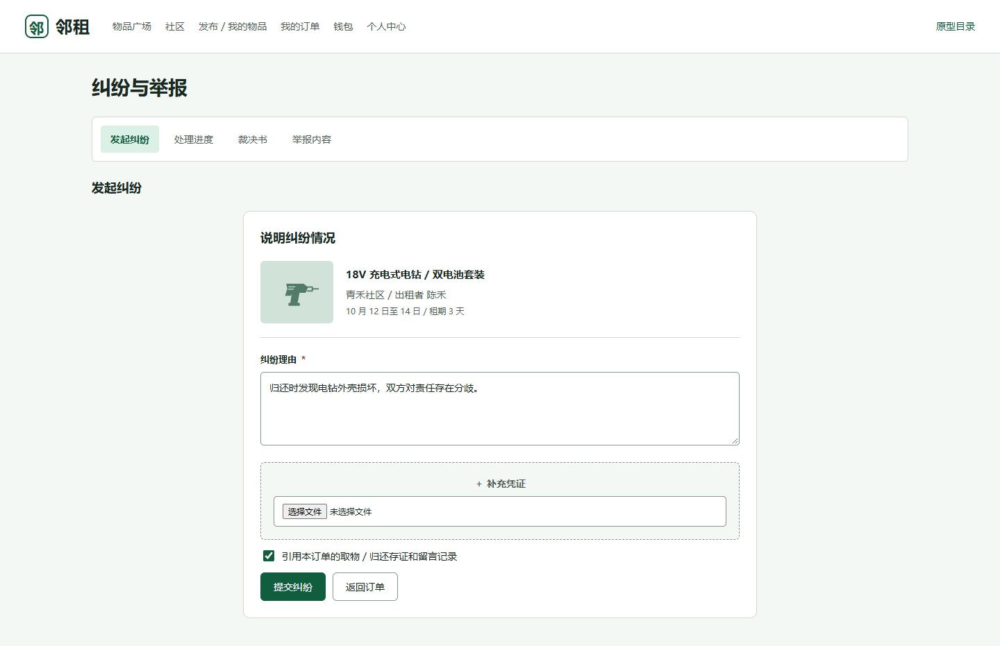 邻 邻租 物品广场 社区 发布 / 我的物品 我的订单 钱包 个人中心 原型目录
纠纷与举报
发起纠纷 处理进度 裁决书 举报内容
发起纠纷
说明纠纷情况
18V 充电式电钻 / 双电池套装
青禾社区 / 出租者 陈禾
10 月 12 日至 14 日 / 租期 3 天
纠纷理由 *
归还时发现电钻外壳损坏，双方对责任存在分歧。
+ 补充凭证
选择文件 未选择文件
引用本订单的取物 / 归还存证和留言记录
提交纠纷 返回订单